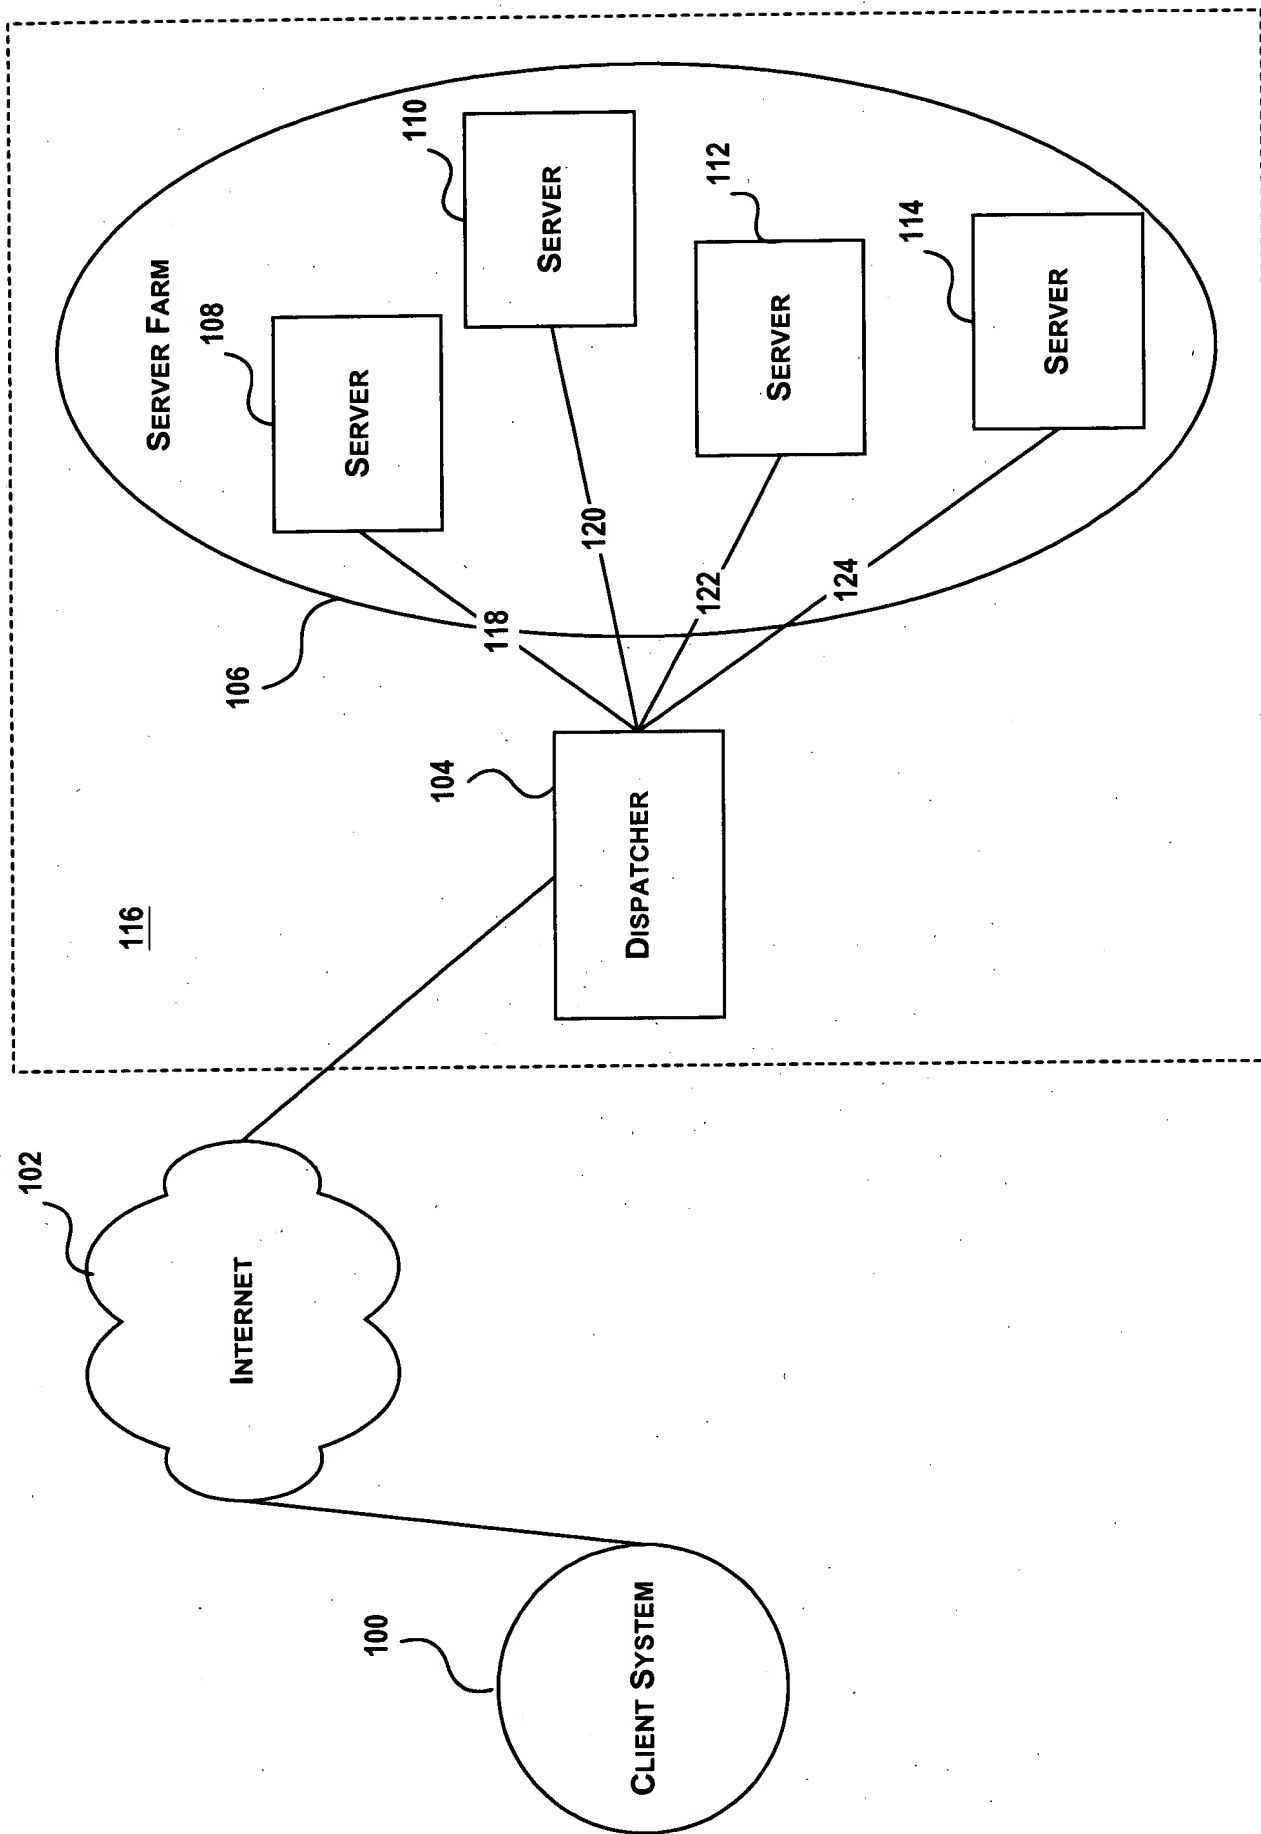 116
SERVER FARM
106
108
SERVER
110
SERVER
112
SERVER
114
SERVER
118
120
122
124
104
DISPATCHER
102
INTERNET
100
CLIENT SYSTEM